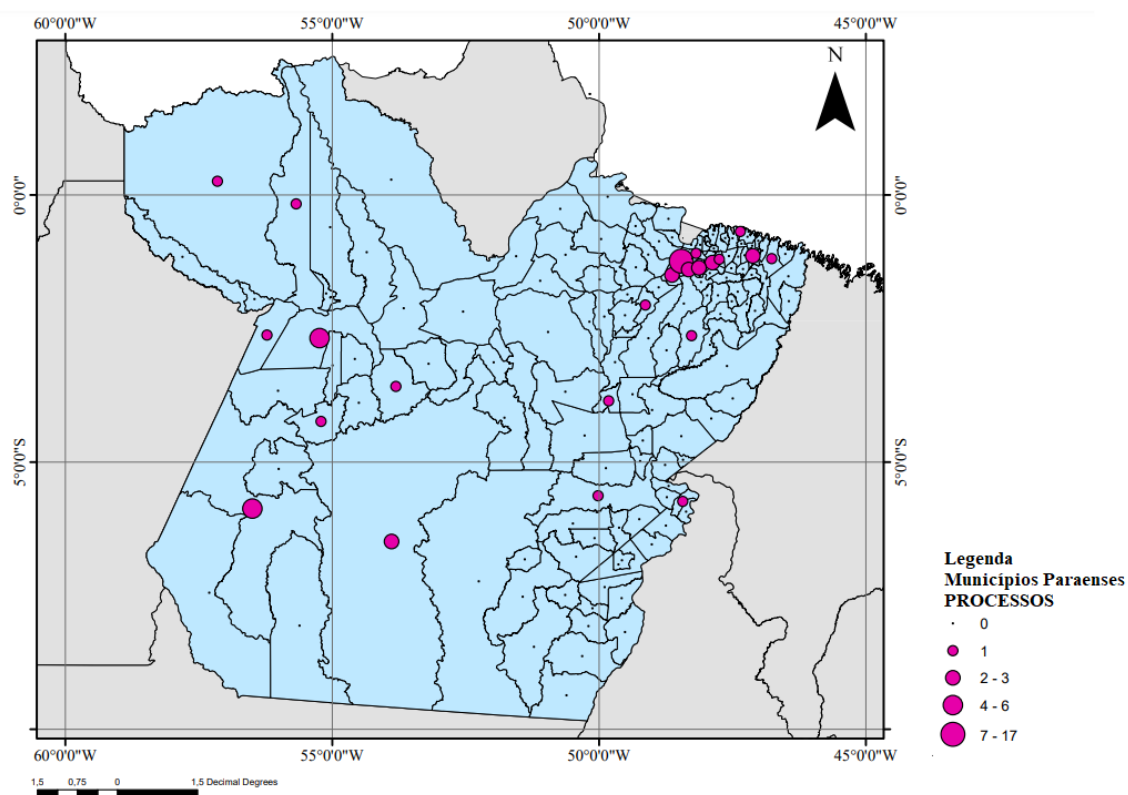 60°0'0"W 55°0'0"W 50°0'0"W 45°0'0"W
N
0°0'0" 0°0'0"
5°0'0"S 5°0'0"S
Legenda
Municípios Paraenses
PROCESSOS
0
1
2 - 3
4 - 6
7 - 17
60°0'0"W 55°0'0"W 50°0'0"W 45°0'0"W
1,5 0,75 0 1,5 Decimal Degrees